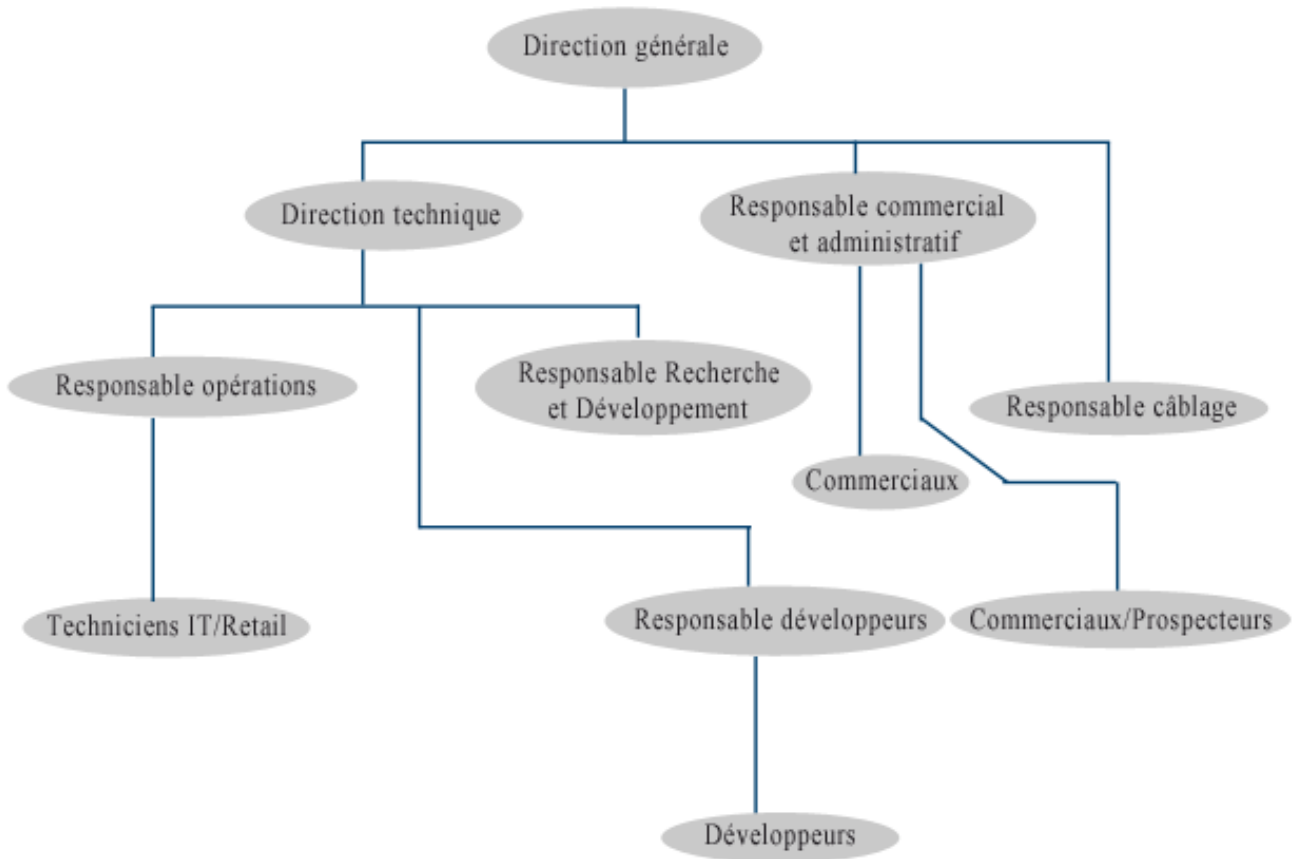 Direction générale
Direction technique
Responsable commercial
et administratif
Responsable opérations
Responsable Recherche
et Développement
Responsable câblage
Commerciaux
Techniciens IT/Retail
Responsable développeurs
Commerciaux/Prospecteurs
Développeurs